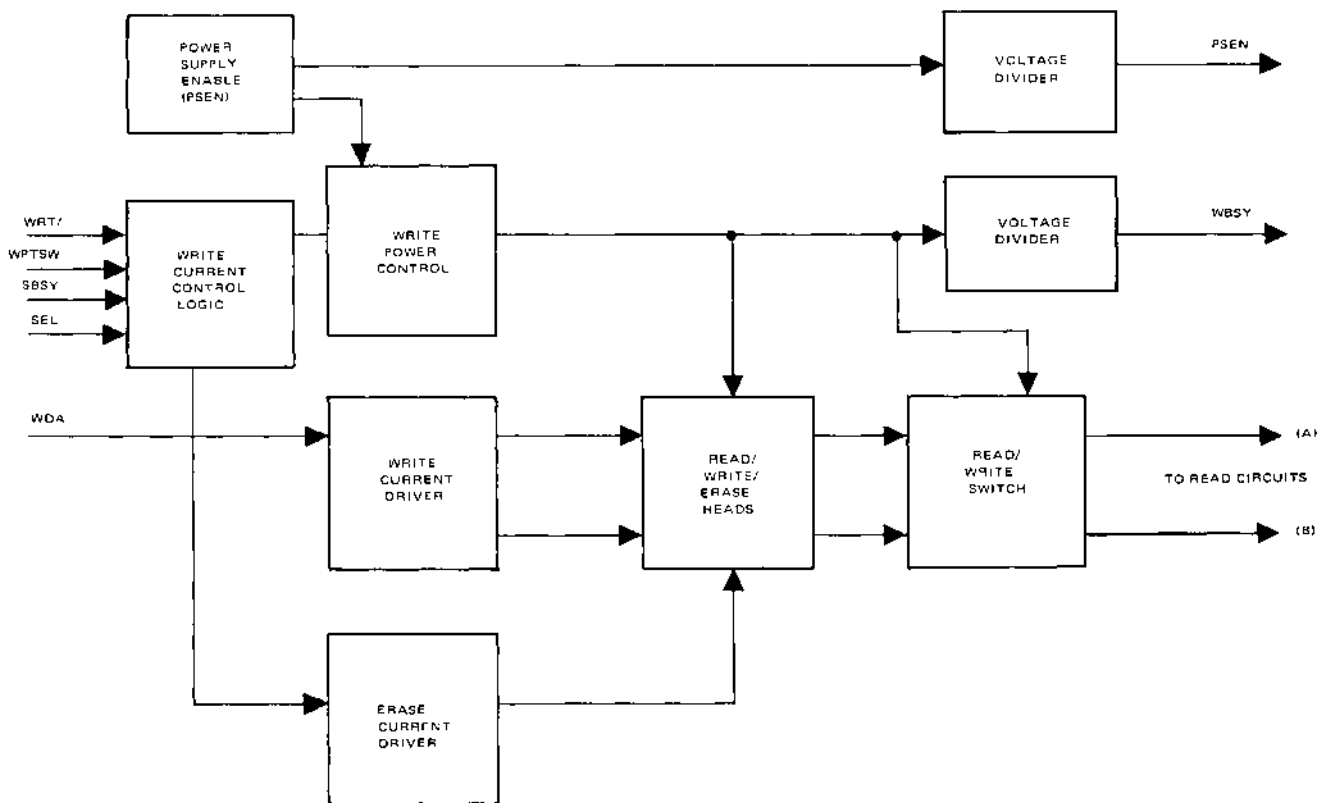 POWER
SUPPLY
ENABLE
(PSEN)
VOLTAGE
DIVIDER
PSEN
WRT/
WPTSW
SBSY
SEL
WRITE
CURRENT
CONTROL
LOGIC
WRITE
POWER
CONTROL
VOLTAGE
DIVIDER
WBSY
WDA
WRITE
CURRENT
DRIVER
READ/
WRITE/
ERASE
HEADS
READ/
WRITE
SWITCH
(A)
TO READ CIRCUITS
(B)
ERASE
CURRENT
DRIVER